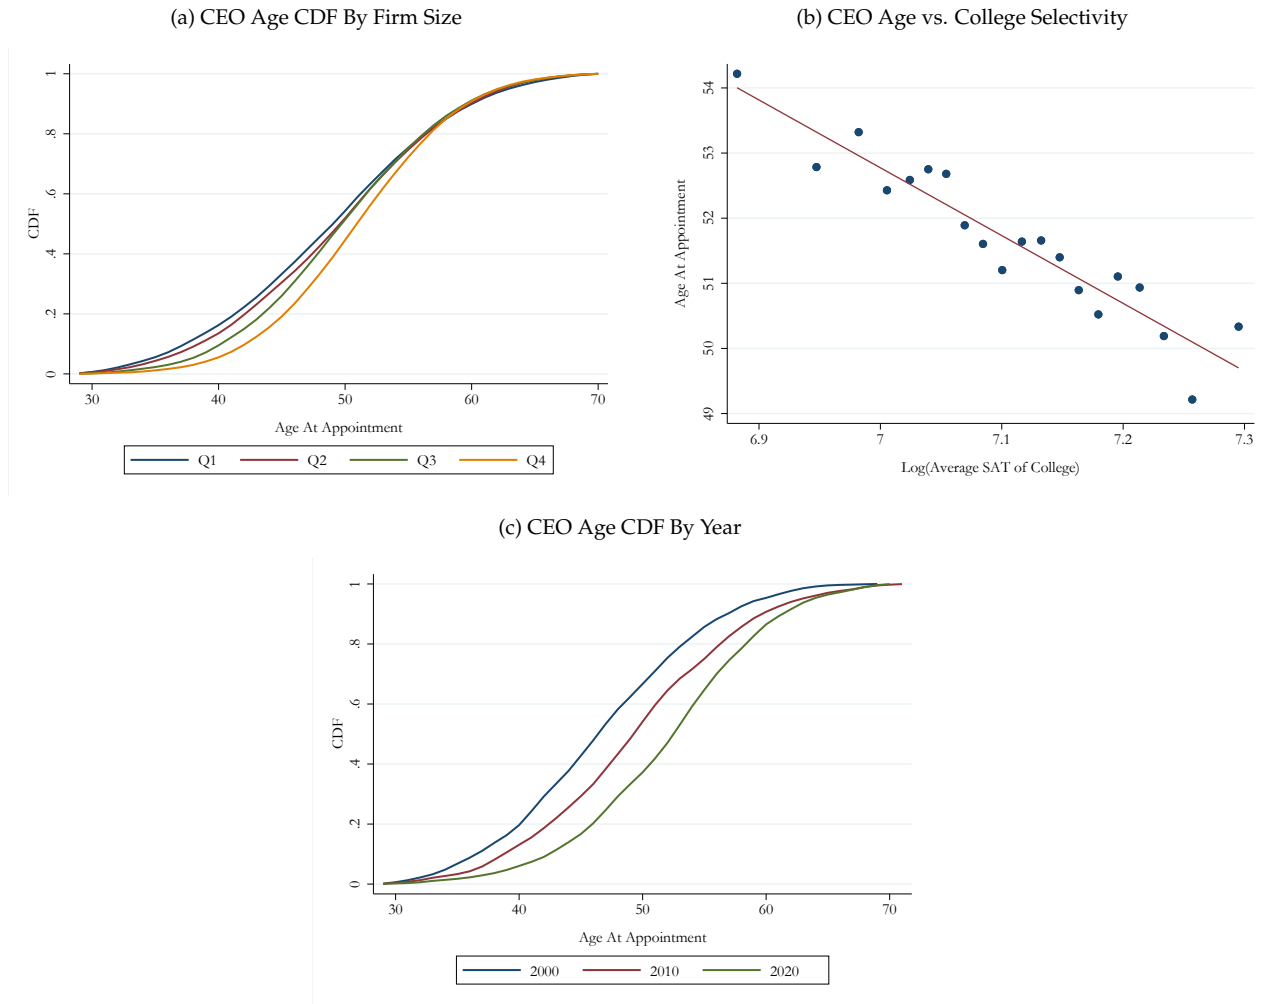 (a) CEO Age CDF By Firm Size
CDF
1
.8
.6
.4
.2
0
30 40 50 60 70
Age At Appointment
Q1 Q2 Q3 Q4
(b) CEO Age vs. College Selectivity
Age At Appointment
54
53
52
51
50
49
6.9 7 7.1 7.2 7.3
Log(Average SAT of College)
(c) CEO Age CDF By Year
CDF
1
.8
.6
.4
.2
0
30 40 50 60 70
Age At Appointment
2000 2010 2020